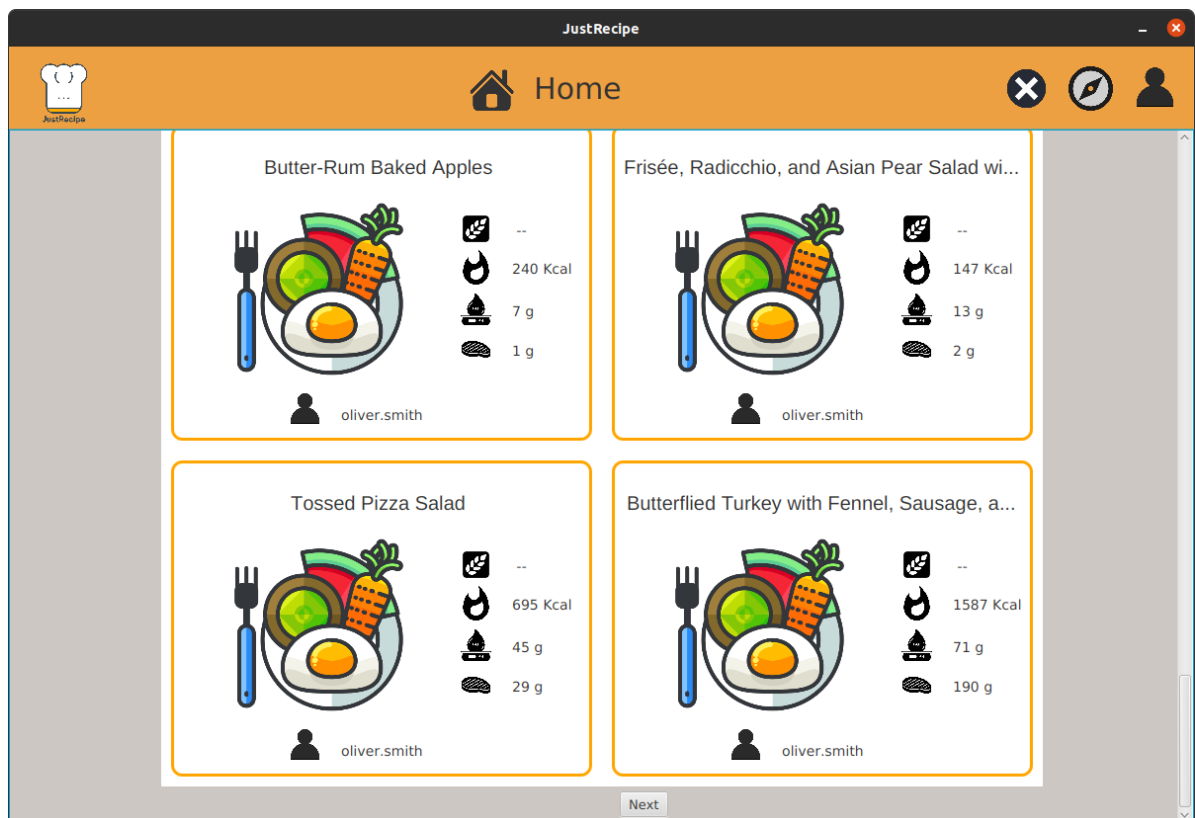 JustRecipe
{ }
...
JustRecipe
Home
Butter-Rum Baked Apples
--
240 Kcal
7 g
1 g
oliver.smith
Frisée, Radicchio, and Asian Pear Salad wi...
--
147 Kcal
13 g
2 g
oliver.smith
Tossed Pizza Salad
--
695 Kcal
45 g
29 g
oliver.smith
Butterflied Turkey with Fennel, Sausage, a...
--
1587 Kcal
71 g
190 g
oliver.smith
Next